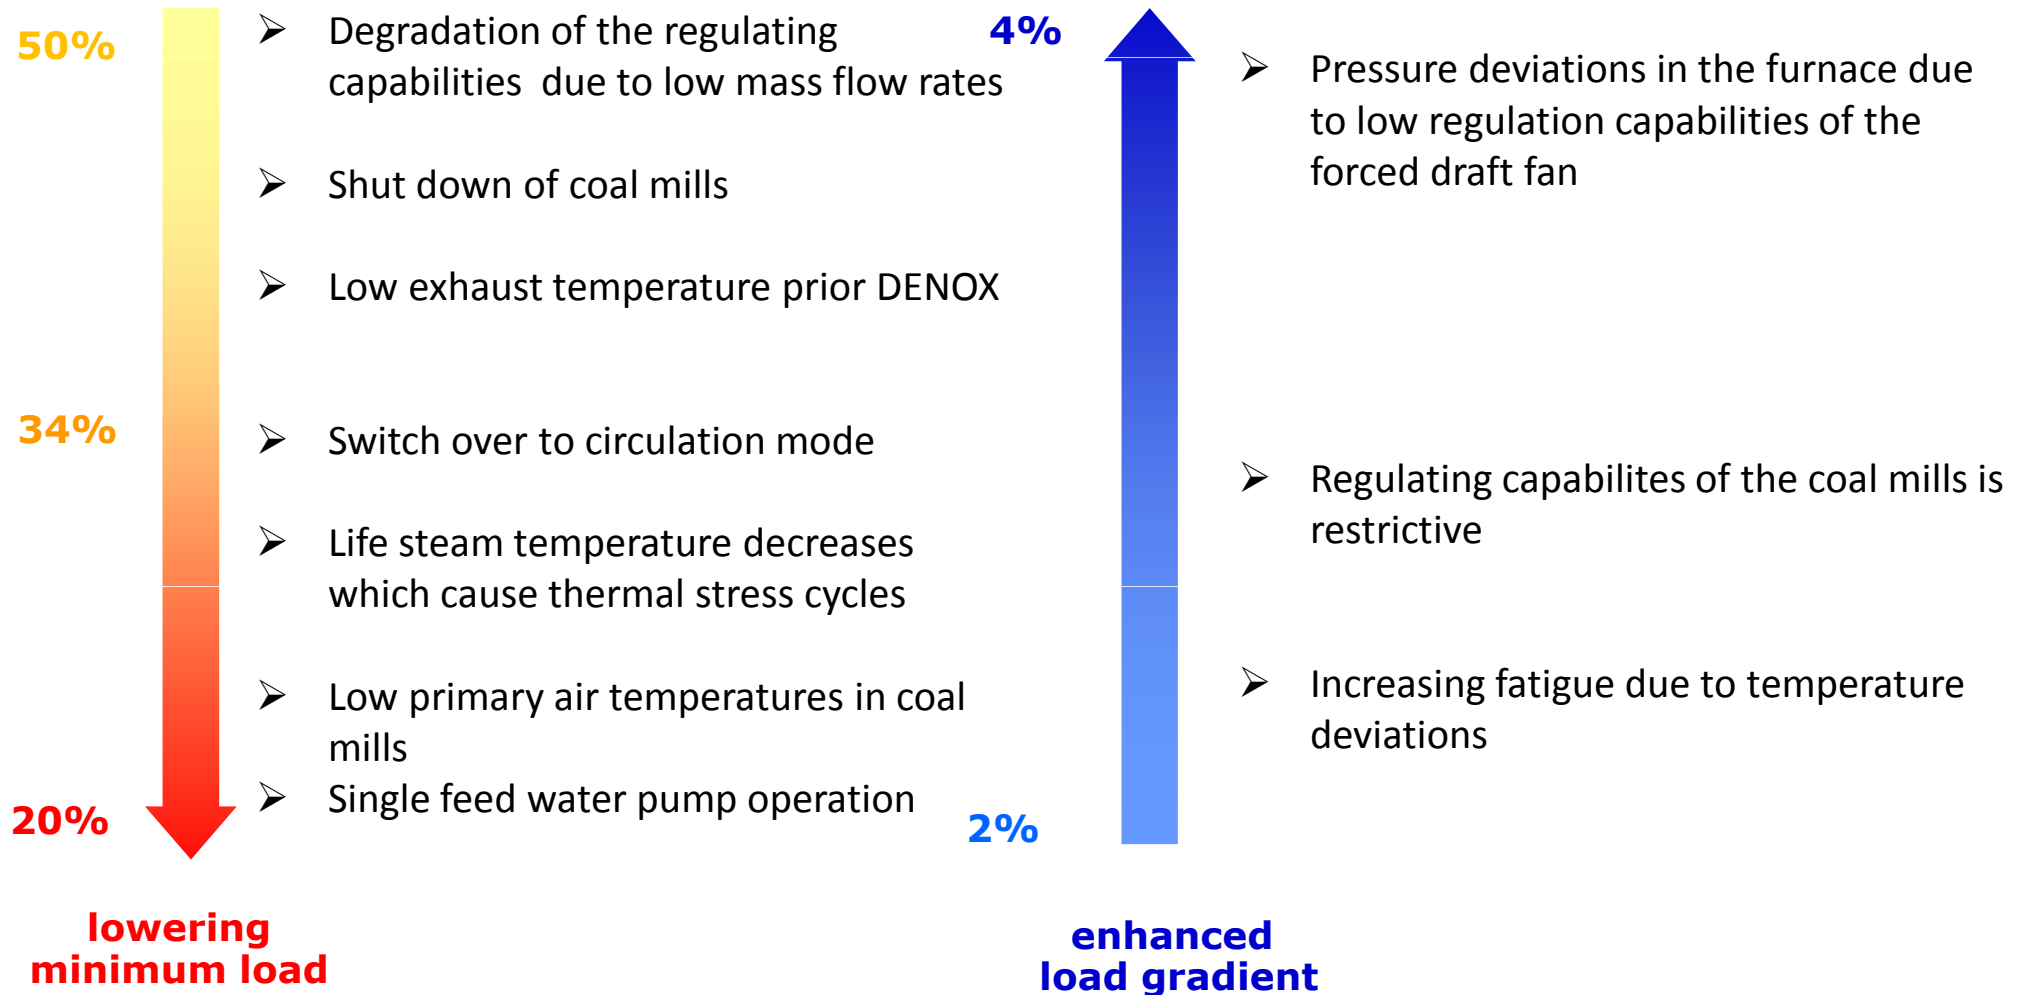 50%
➢ Degradation of the regulating
capabilities  due to low mass flow rates
➢ Shut down of coal mills
➢ Low exhaust temperature prior DENOX
34%
➢ Switch over to circulation mode
➢ Life steam temperature decreases
which cause thermal stress cycles
➢ Low primary air temperatures in coal
mills
➢ Single feed water pump operation
20%
lowering
minimum load
4%
➢ Pressure deviations in the furnace due
to low regulation capabilities of the
forced draft fan
➢ Regulating capabilites of the coal mills is
restrictive
➢ Increasing fatigue due to temperature
deviations
2%
enhanced
load gradient